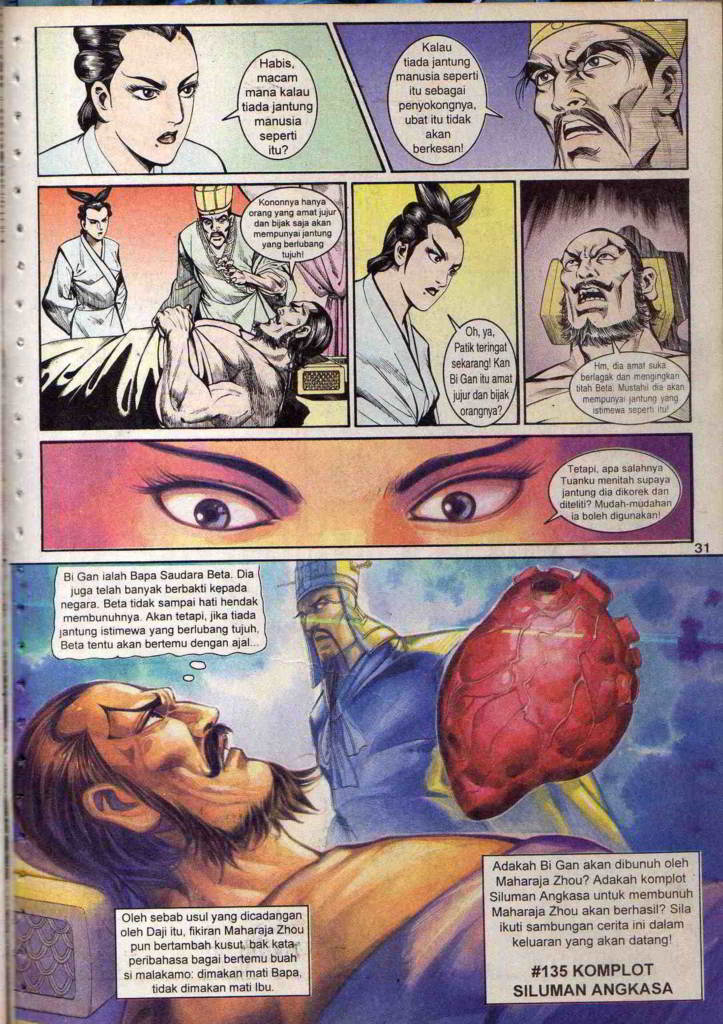 Habis,
macam
mana kalau
tiada jantung
manusia
seperti
itu?
Kalau
tiada jantung
manusia seperti
itu sebagai
penyokongnya,
ubat itu tidak
akan
berkesan!
Kononnya hanya
orang yang amat jujur
dan bijak saja akan
mempunyai jantung
yang berlubang
tujuh!
Oh, ya,
Patik teringat
sekarang! Kan
Bi Gan itu amat
jujur dan bijak
orangnya?
Hm, dia amat suka
berlagak dan mengingkan
titah Beta. Mustahil dia akan
mempunyai jantung yang
istimewa seperti itu!
Tetapi, apa salahnya
Tuanku menitah supaya
jantung dia dikorek dan
diteliti? Mudah-mudahan
ia boleh digunakan!
31
Bi Gan ialah Bapa Saudara Beta. Dia
juga telah banyak berbakti kepada
negara. Beta tidak sampai hati hendak
membunuhnya. Akan tetapi, jika tiada
jantung istimewa yang berlubang tujuh,
Beta tentu akan bertemu dengan ajal...
Oleh sebab usul yang dicadangan
oleh Daji itu, fikiran Maharaja Zhou
pun bertambah kusut, bak kata
peribahasa bagai bertemu buah
si malakamo: dimakan mati Bapa,
tidak dimakan mati Ibu.
Adakah Bi Gan akan dibunuh oleh
Maharaja Zhou? Adakah komplot
Siluman Angkasa untuk membunuh
Maharaja Zhou akan berhasil? Sila
ikuti sambungan cerita ini dalam
keluaran yang akan datang!
#135 KOMPLOT
SILUMAN ANGKASA